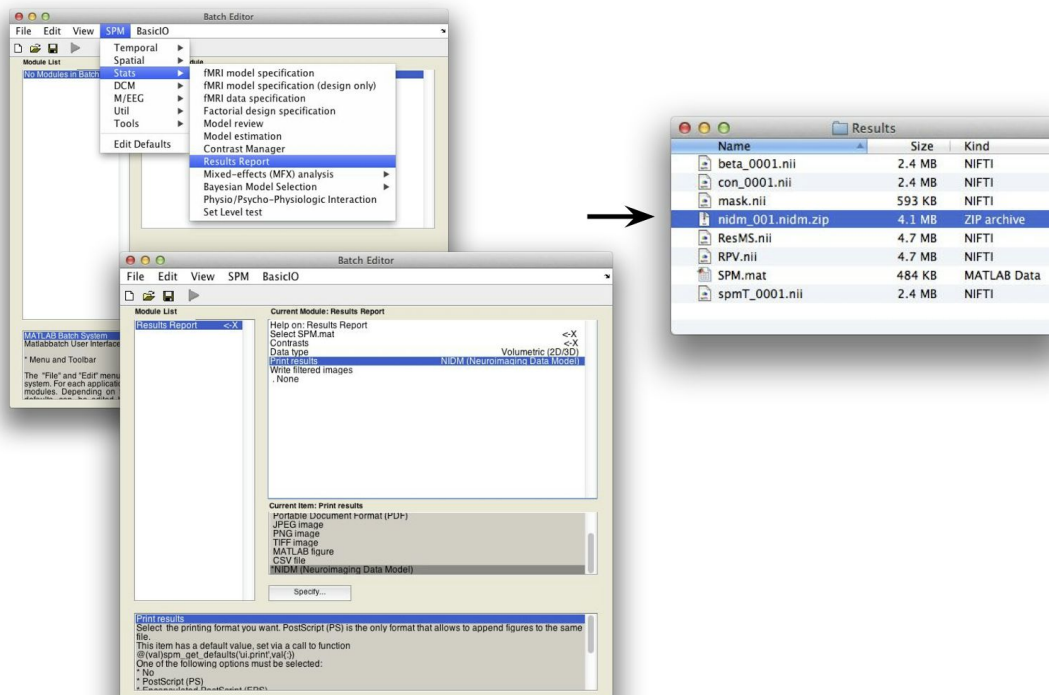 Batch Editor
File Edit View SPM BasicIO
Module List
No Modules in Batch
Temporal
Spatial
Stats
DCM
M/EEG
Util
Tools
Edit Defaults
fMRI model specification
fMRI model specification (design only)
fMRI data specification
Factorial design specification
Model review
Model estimation
Contrast Manager
Results Report
Mixed-effects (MFX) analysis
Bayesian Model Selection
Physio/Psycho-Physiologic Interaction
Set Level test
MATLAB Batch System
Matlabbatch User Interface
* Menu and Toolbar
The "File" and "Edit" menu
system. For each applicatio
modules. Depending on
Batch Editor
File Edit View SPM BasicIO
Module List
Results Report <-X
Current Module: Results Report
Help on: Results Report
Select SPM.mat <-X
Contrasts <-X
Data type Volumetric (2D/3D)
Print results NIDM (Neuroimaging Data Model)
Write filtered images
. None
Current Item: Print results
Portable Document Format (PDF)
JPEG image
PNG image
TIFF image
MATLAB figure
CSV file
*NIDM (Neuroimaging Data Model)
Specify...
Print results
Select the printing format you want. PostScript (PS) is the only format that allows to append figures to the same
file.
This item has a default value, set via a call to function
@(val)spm_get_defaults('ui.print',val{:})
One of the following options must be selected:
* No
* PostScript (PS)
* Encapsulated PostScript (EPS)
Results
Name Size Kind
beta_0001.nii 2.4 MB NIFTI
con_0001.nii 2.4 MB NIFTI
mask.nii 593 KB NIFTI
nidm_001.nidm.zip 4.1 MB ZIP archive
ResMS.nii 4.7 MB NIFTI
RPV.nii 4.7 MB NIFTI
SPM.mat 484 KB MATLAB Data
spmT_0001.nii 2.4 MB NIFTI